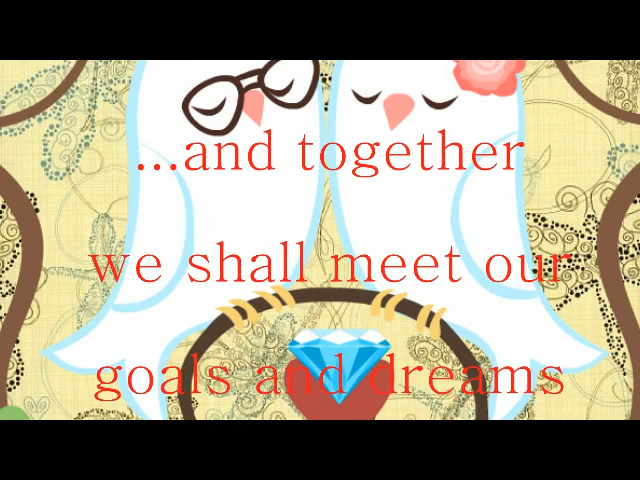 ...and together
we shall meet our
goals and dreams